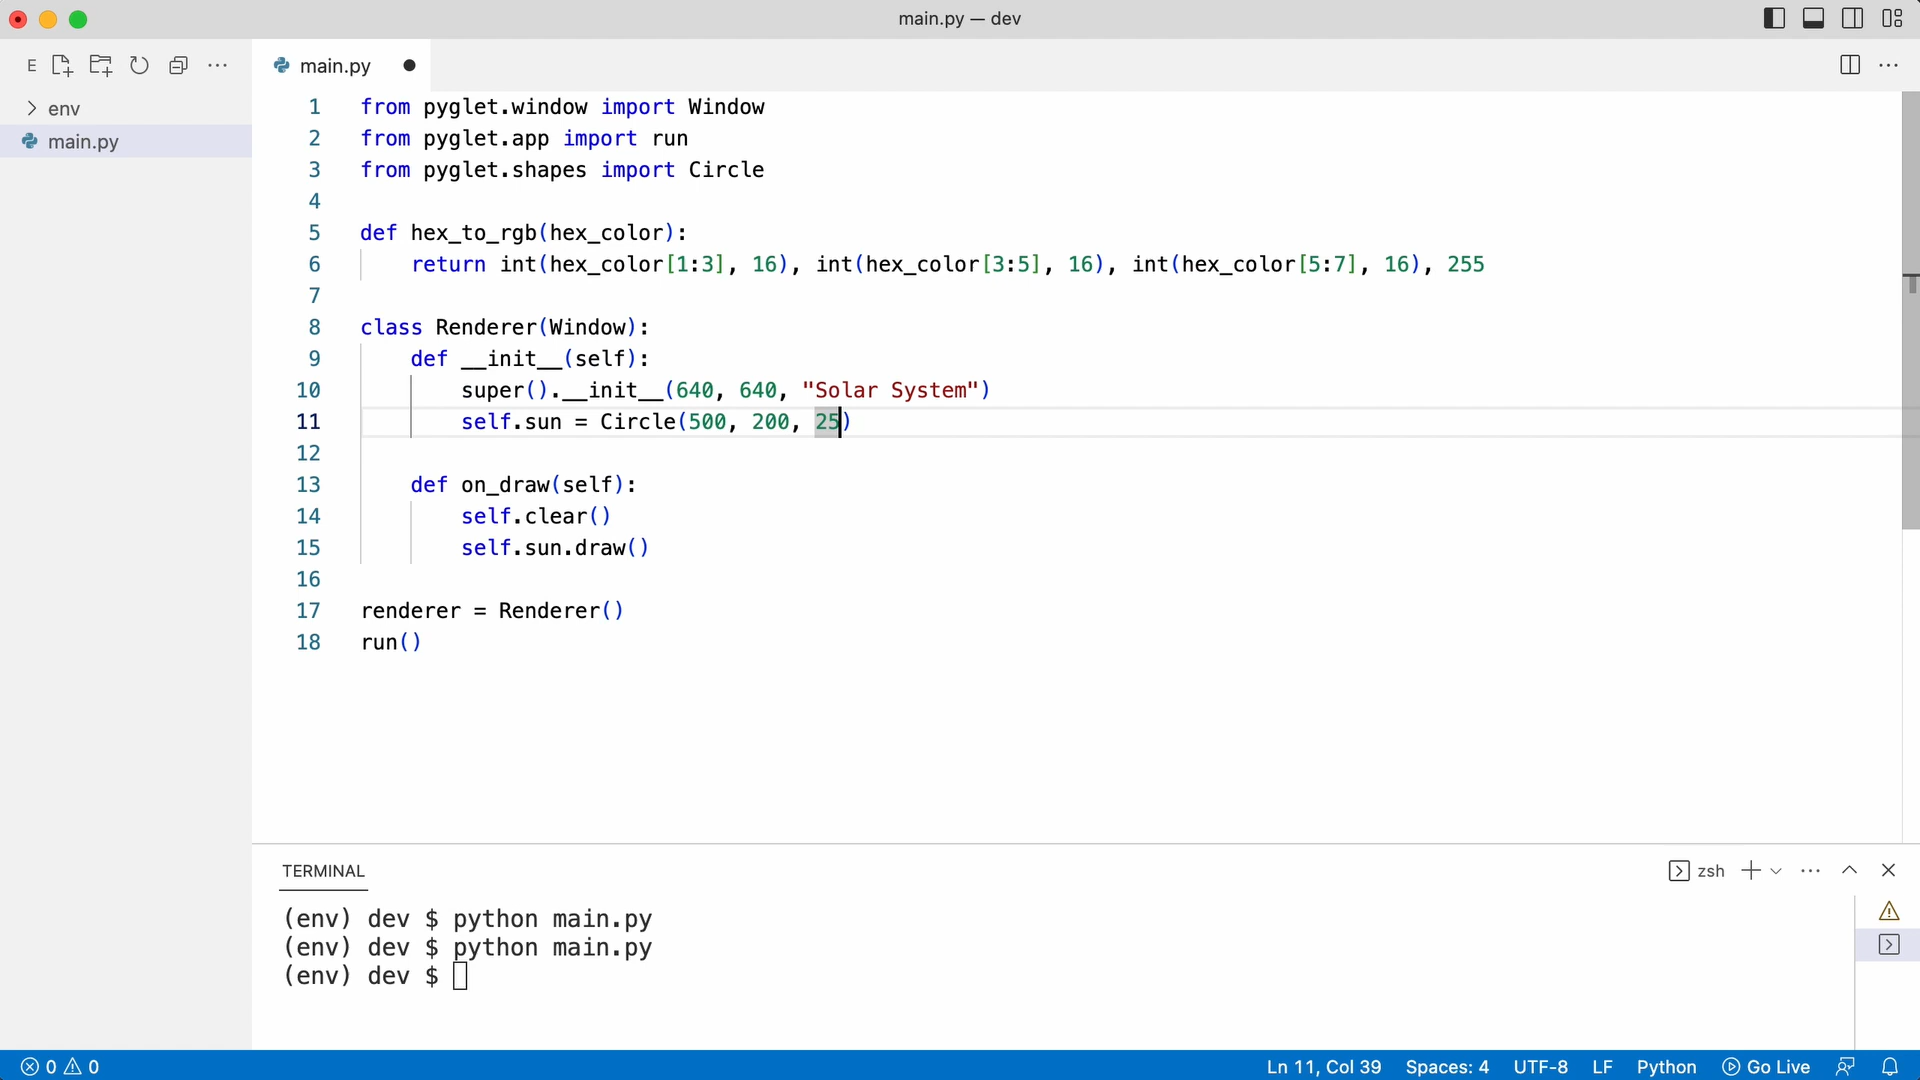 main.py — dev
E
main.py
env
main.py
1 from pyglet.window import Window
2 from pyglet.app import run
3 from pyglet.shapes import Circle
4
5 def hex_to_rgb(hex_color):
6     return int(hex_color[1:3], 16), int(hex_color[3:5], 16), int(hex_color[5:7], 16), 255
7
8 class Renderer(Window):
9     def __init__(self):
10         super().__init__(640, 640, "Solar System")
11         self.sun = Circle(500, 200, 25)
12
13     def on_draw(self):
14         self.clear()
15         self.sun.draw()
16
17 renderer = Renderer()
18 run()
TERMINAL
zsh
(env) dev $ python main.py
(env) dev $ python main.py
(env) dev $
0 0 Ln 11, Col 39 Spaces: 4 UTF-8 LF Python Go Live